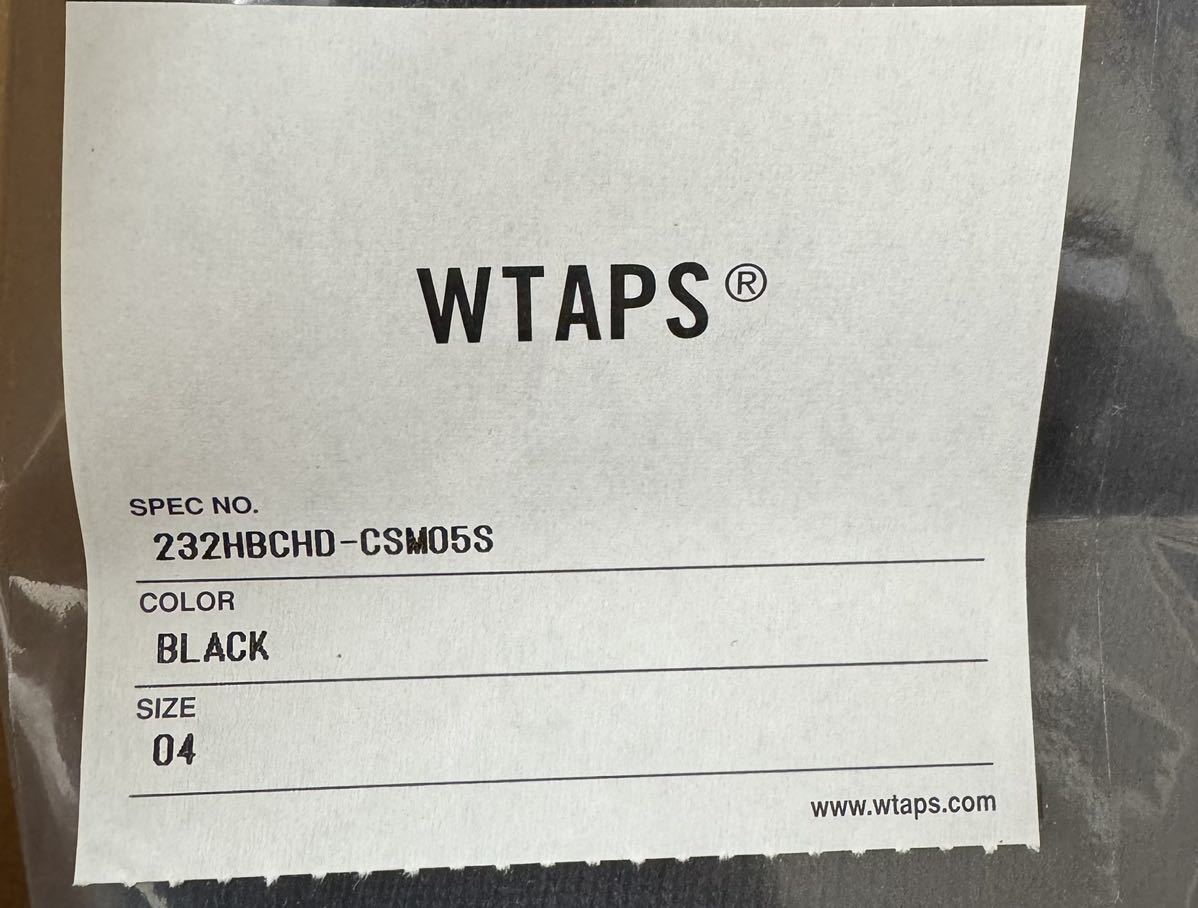 WTAPS®
SPEC NO.
232HBCHD-CSM05S
COLOR
BLACK
SIZE
04
www.wtaps.com